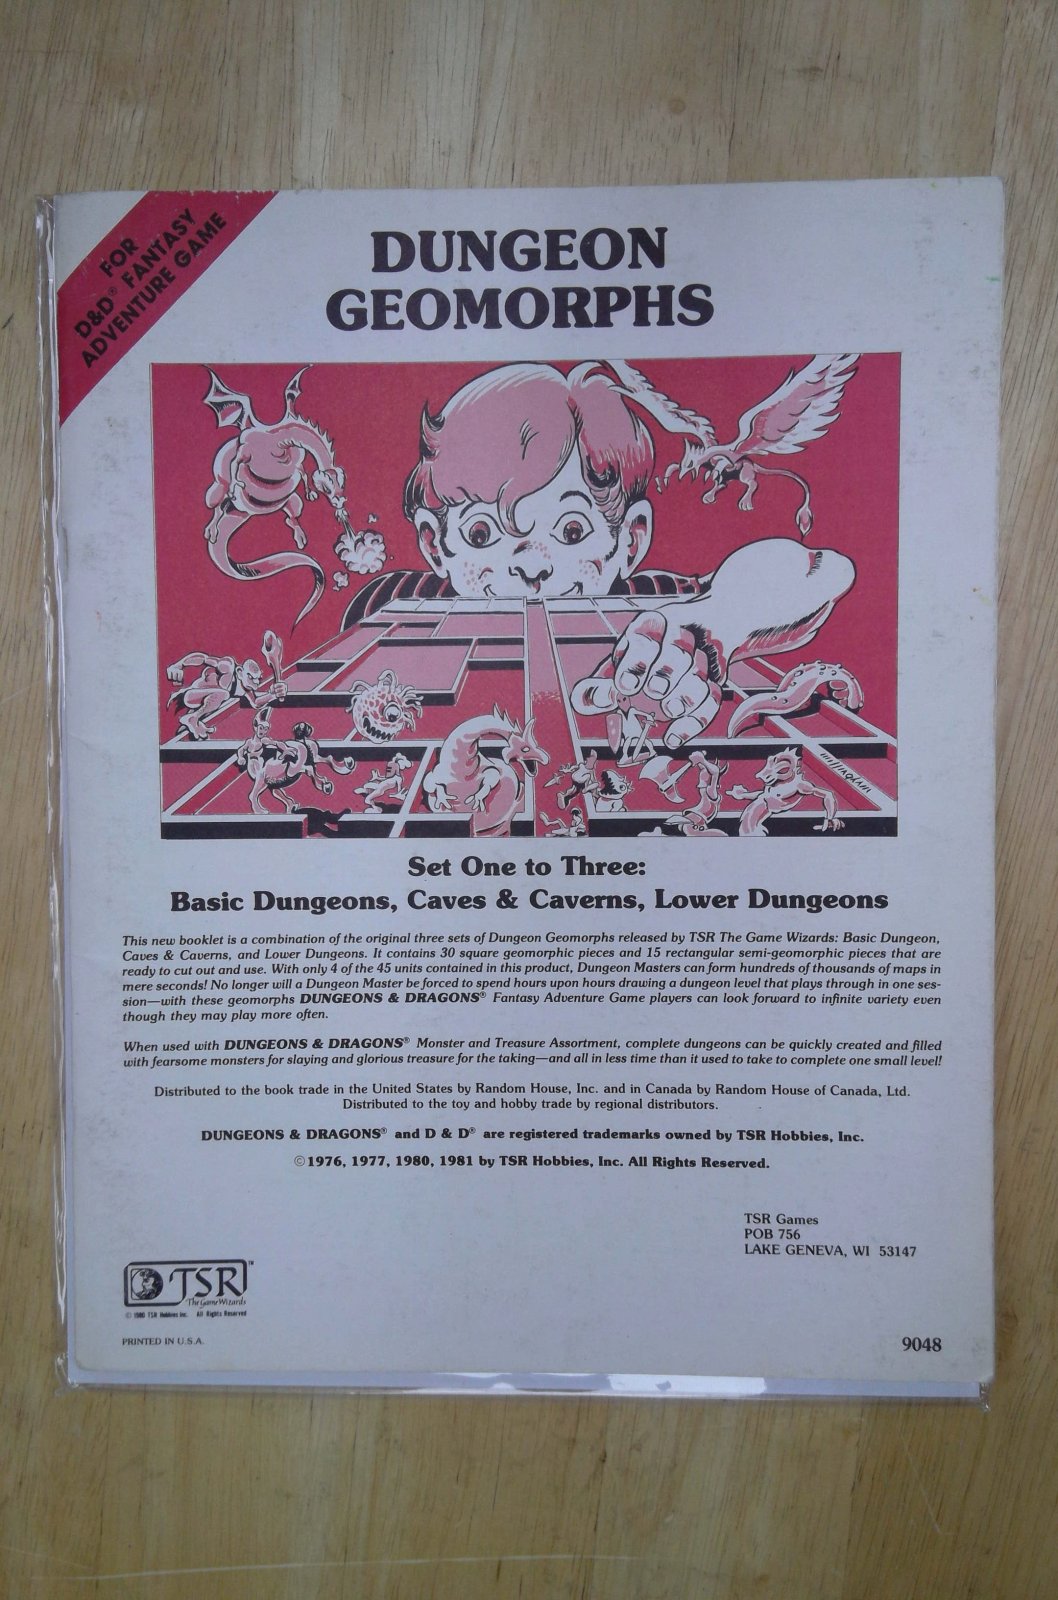 FOR
D&D® FANTASY
ADVENTURE GAME
DUNGEON
GEOMORPHS
Set One to Three:
Basic Dungeons, Caves & Caverns, Lower Dungeons
This new booklet is a combination of the original three sets of Dungeon Geomorphs released by TSR The Game Wizards: Basic Dungeon,
Caves & Caverns, and Lower Dungeons. It contains 30 square geomorphic pieces and 15 rectangular semi-geomorphic pieces that are
ready to cut out and use. With only 4 of the 45 units contained in this product, Dungeon Masters can form hundreds of thousands of maps in
mere seconds! No longer will a Dungeon Master be forced to spend hours upon hours drawing a dungeon level that plays through in one ses-
sion—with these geomorphs DUNGEONS & DRAGONS® Fantasy Adventure Game players can look forward to infinite variety even
though they may play more often.
When used with DUNGEONS & DRAGONS® Monster and Treasure Assortment, complete dungeons can be quickly created and filled
with fearsome monsters for slaying and glorious treasure for the taking—and all in less time than it used to take to complete one small level!
Distributed to the book trade in the United States by Random House, Inc. and in Canada by Random House of Canada, Ltd.
Distributed to the toy and hobby trade by regional distributors.
DUNGEONS & DRAGONS® and D & D® are registered trademarks owned by TSR Hobbies, Inc.
©1976, 1977, 1980, 1981 by TSR Hobbies, Inc. All Rights Reserved.
TSR Games
POB 756
LAKE GENEVA, WI 53147
TSR™
The Game Wizards
© 1980 TSR Hobbies Inc. All Rights Reserved
PRINTED IN U.S.A.
9048